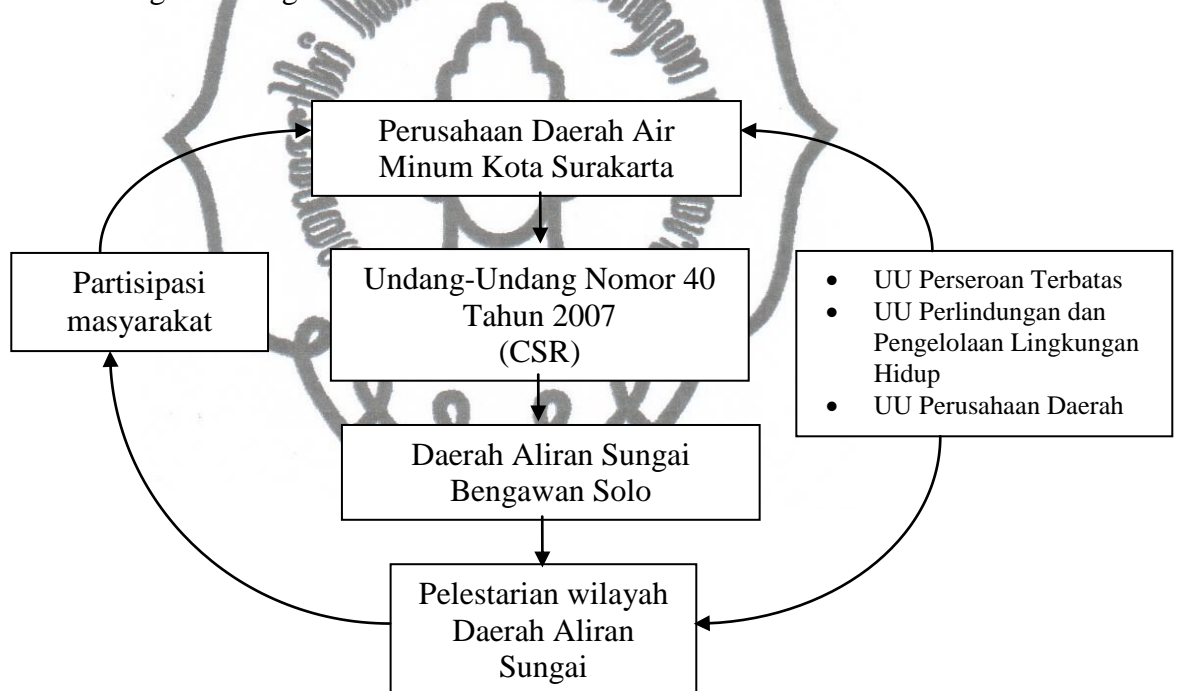 Perusahaan Daerah Air
Minum Kota Surakarta
Partisipasi
masyarakat
Undang-Undang Nomor 40
Tahun 2007
(CSR)
• UU Perseroan Terbatas
• UU Perlindungan dan
Pengelolaan Lingkungan
Hidup
• UU Perusahaan Daerah
Daerah Aliran Sungai
Bengawan Solo
Pelestarian wilayah
Daerah Aliran
Sungai